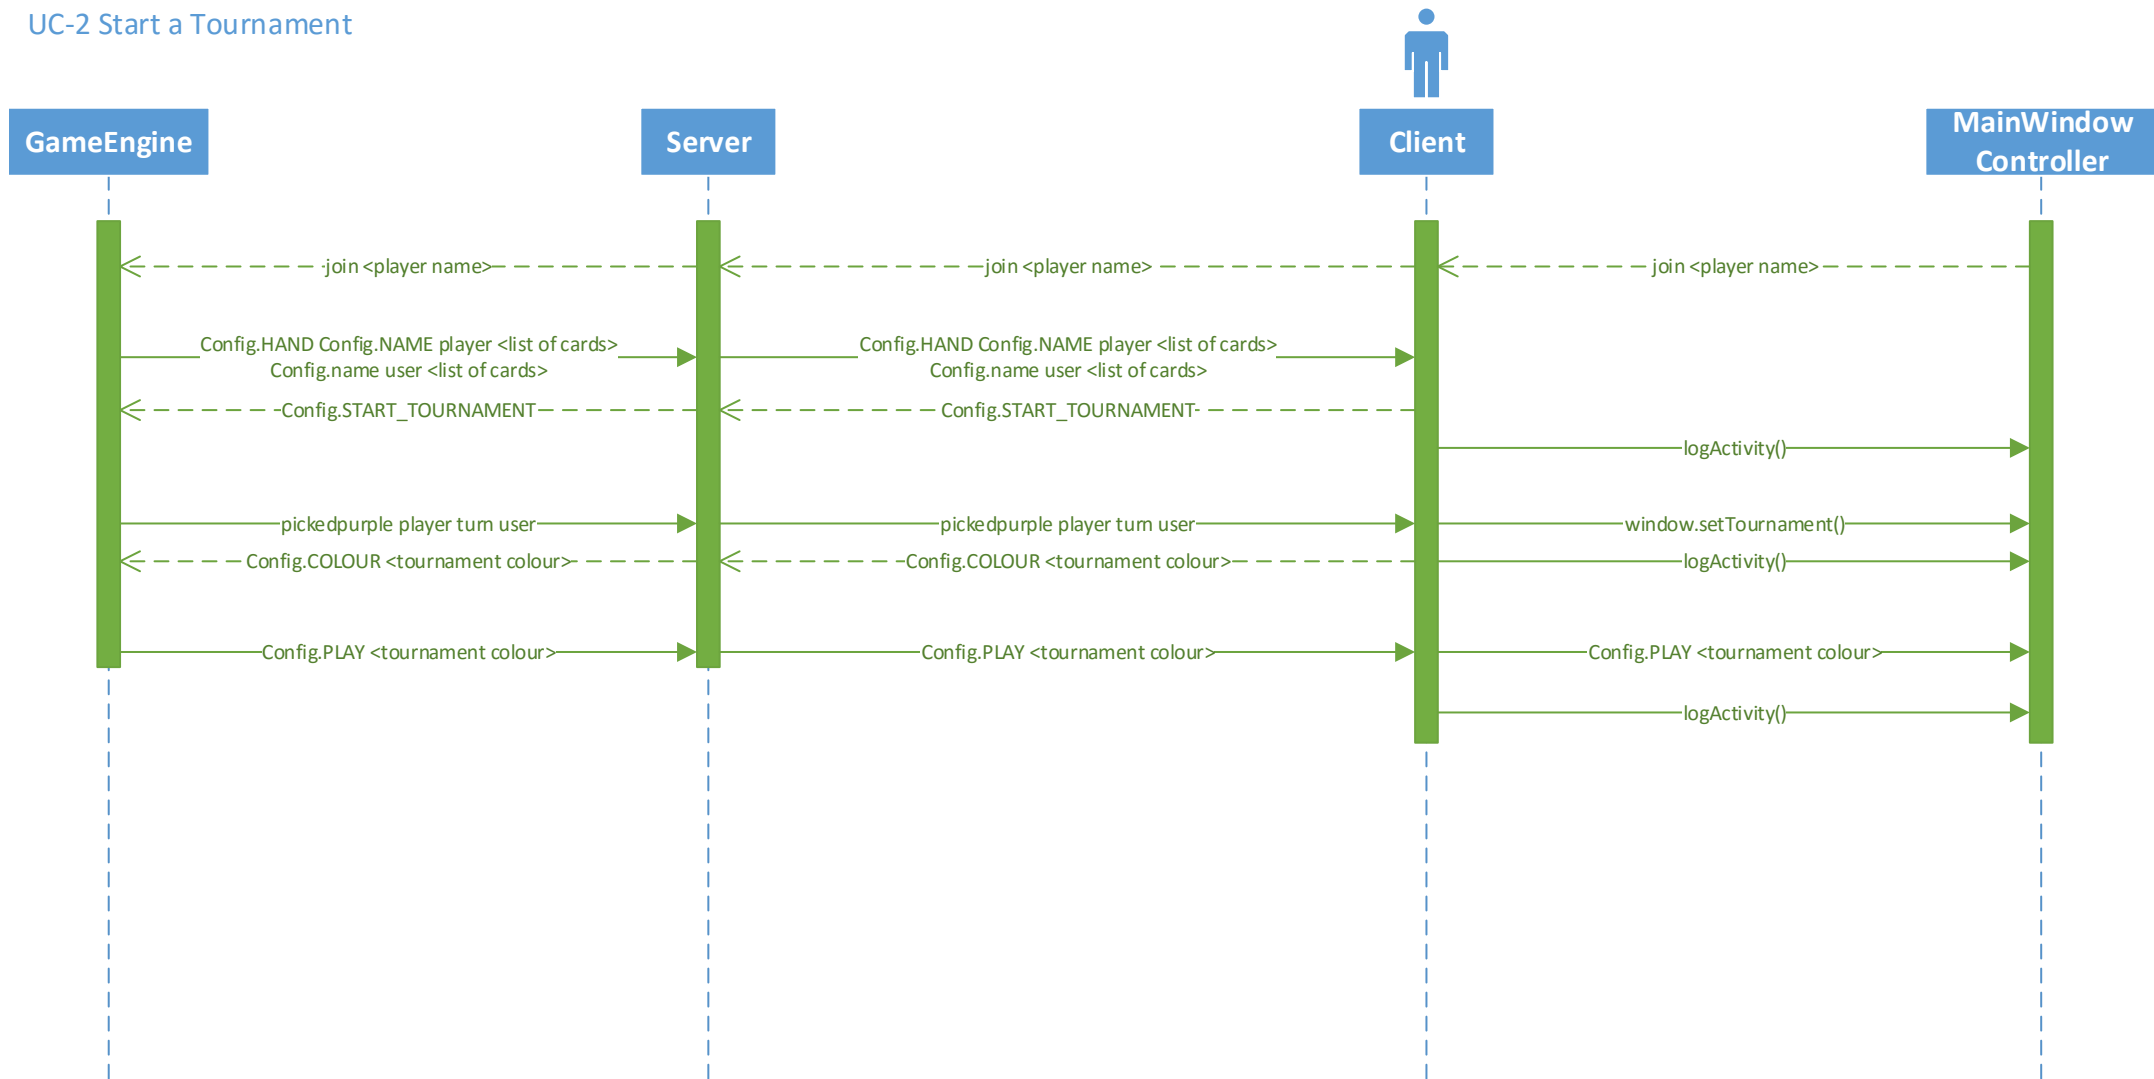 UC-2 Start a Tournament
GameEngine
Server
Client
MainWindow
Controller
join <player name>
join <player name>
join <player name>
Config.HAND Config.NAME player <list of cards>
Config.name user <list of cards>
Config.HAND Config.NAME player <list of cards>
Config.name user <list of cards>
Config.START_TOURNAMENT
Config.START_TOURNAMENT
logActivity()
pickedpurple player turn user
pickedpurple player turn user
window.setTournament()
Config.COLOUR <tournament colour>
Config.COLOUR <tournament colour>
logActivity()
Config.PLAY <tournament colour>
Config.PLAY <tournament colour>
Config.PLAY <tournament colour>
logActivity()